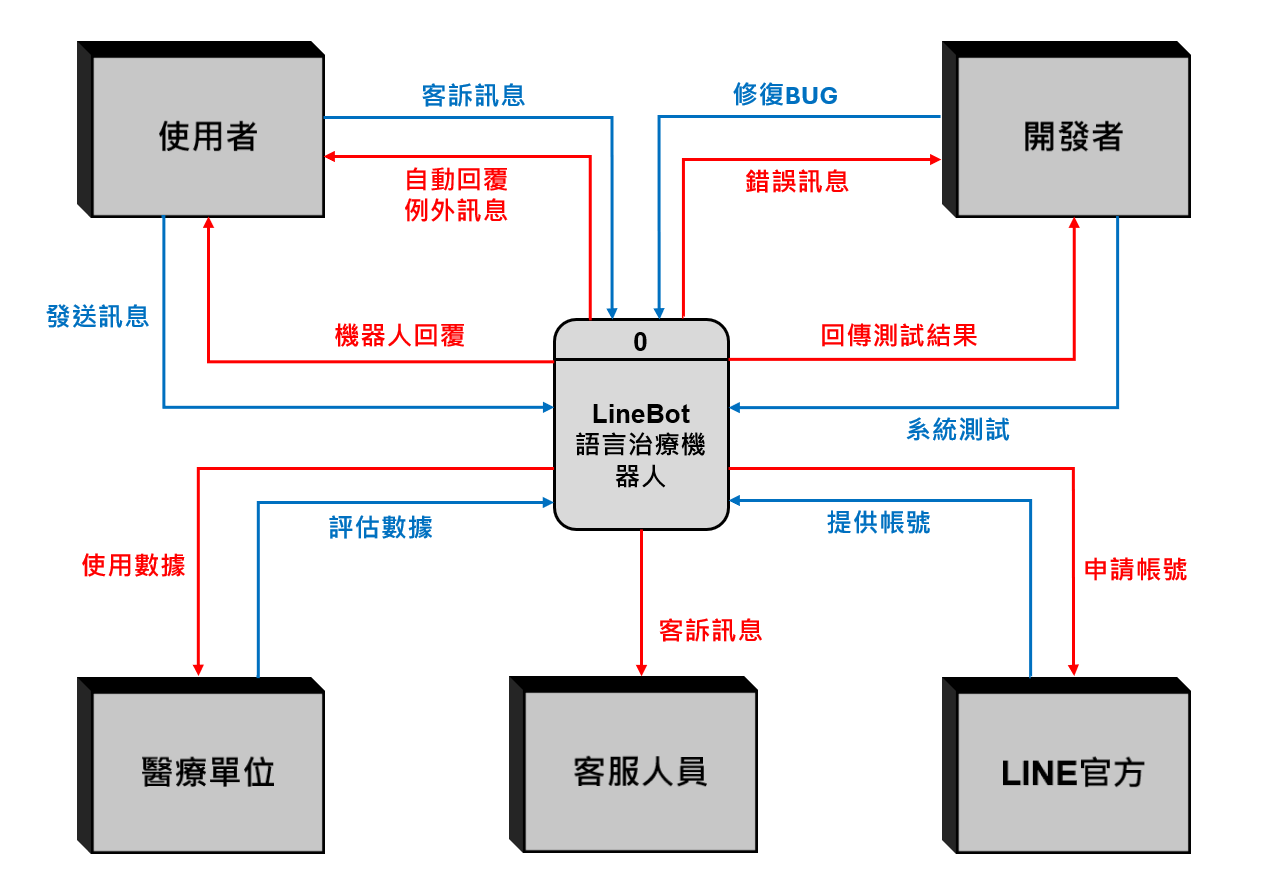 客訴訊息
修復BUG
使用者
開發者
自動回覆
例外訊息
錯誤訊息
發送訊息
機器人回覆
0
回傳測試結果
LineBot
語言治療機
器人
系統測試
評估數據
提供帳號
使用數據
申請帳號
客訴訊息
醫療單位
客服人員
LINE官方